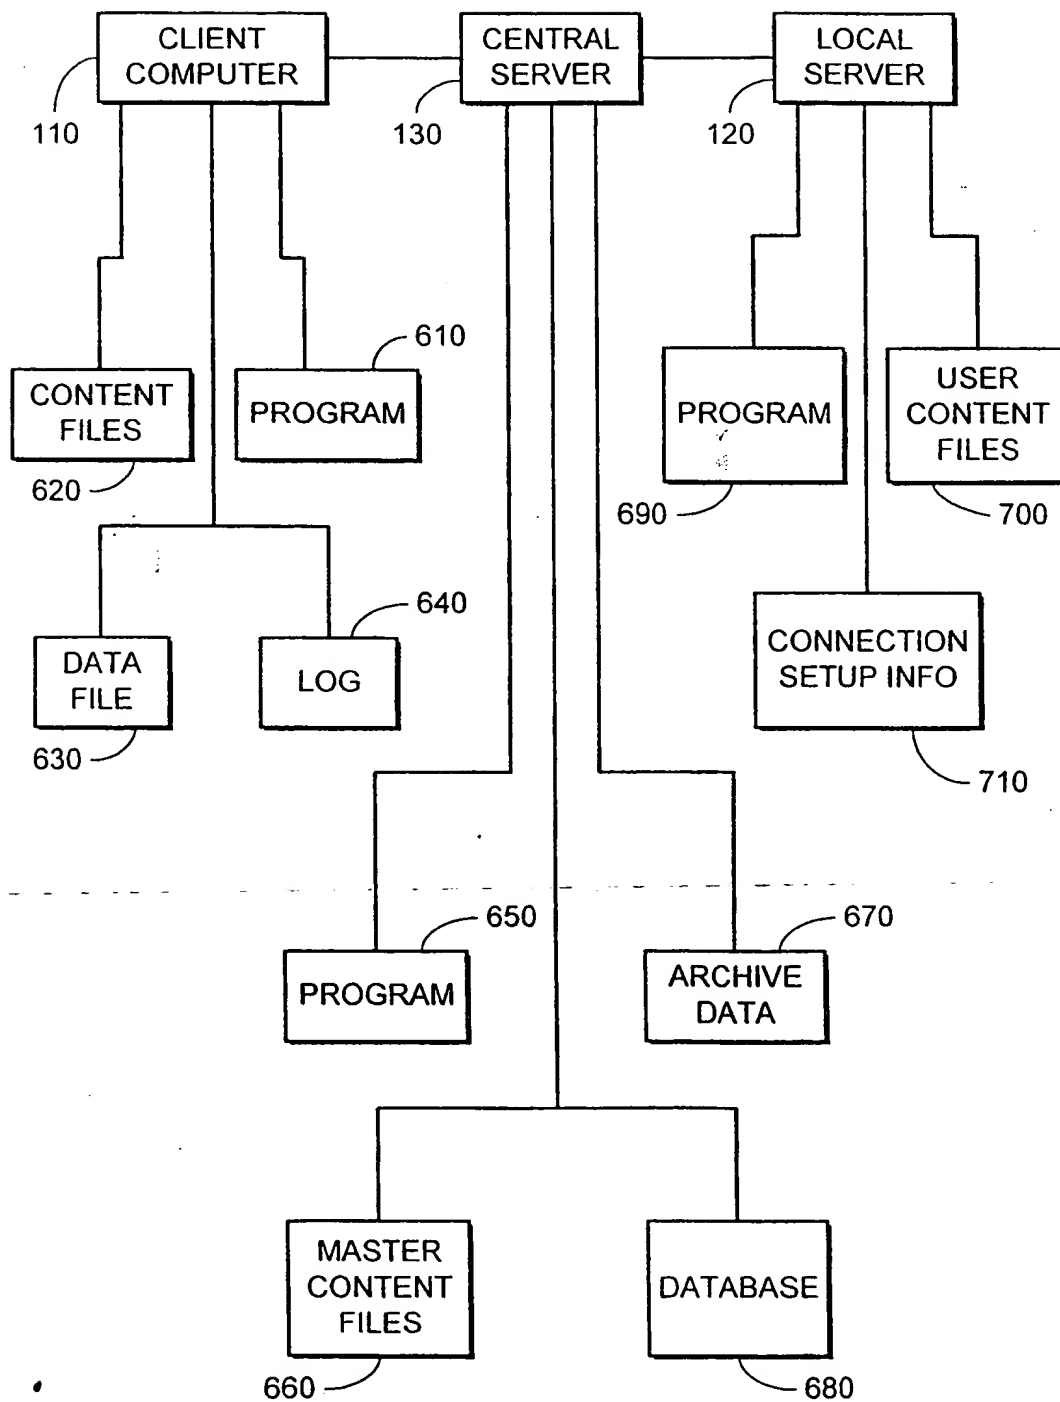 CLIENT
COMPUTER
110
CENTRAL
SERVER
130
LOCAL
SERVER
120
CONTENT
FILES
620
PROGRAM
610
PROGRAM
690
USER
CONTENT
FILES
700
DATA
FILE
630
LOG
640
CONNECTION
SETUP INFO
710
PROGRAM
650
ARCHIVE
DATA
670
MASTER
CONTENT
FILES
660
DATABASE
680